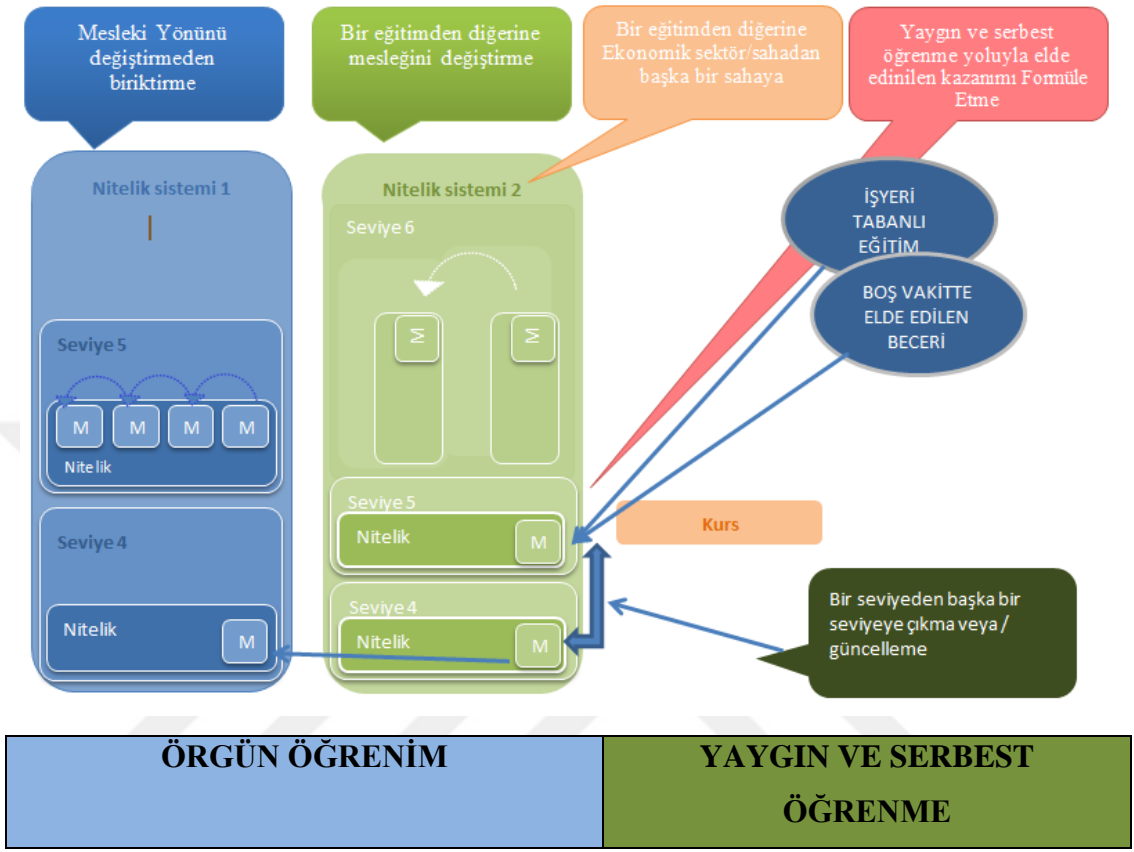 Mesleki Yönünü
değiştirmeden
biriktirme
Bir eğitimden diğerine
mesleğini değiştirme
Bir eğitimden diğerine
Ekonomik sektör/sahadan
başka bir sahaya
Yaygın ve serbest
öğrenme yoluyla elde
edinilen kazanımı Formüle
Etme
Nitelik sistemi 1
Seviye 5
M M M M
Nitelik
Seviye 4
Nitelik
M
Nitelik sistemi 2
Seviye 6
M M
Seviye 5
Nitelik
M
Seviye 4
Nitelik
M
İŞYERİ
TABANLI
EĞİTİM
BOŞ VAKİTTE
ELDE EDİLEN
BECERİ
Kurs
Bir seviyeden başka bir
seviyeye çıkma veya /
güncelleme
ÖRGÜN ÖĞRENİM
YAYGIN VE SERBEST
ÖĞRENME